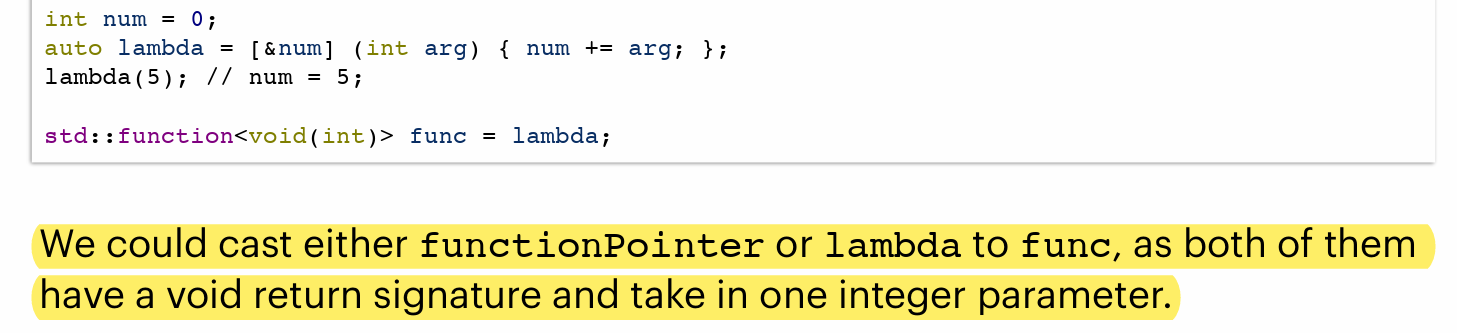 int num = 0;
auto lambda = [&num] (int arg) { num += arg; };
lambda(5); // num = 5;
std::function<void(int)> func = lambda;
We could cast either functionPointer or lambda to func, as both of them
have a void return signature and take in one integer parameter.